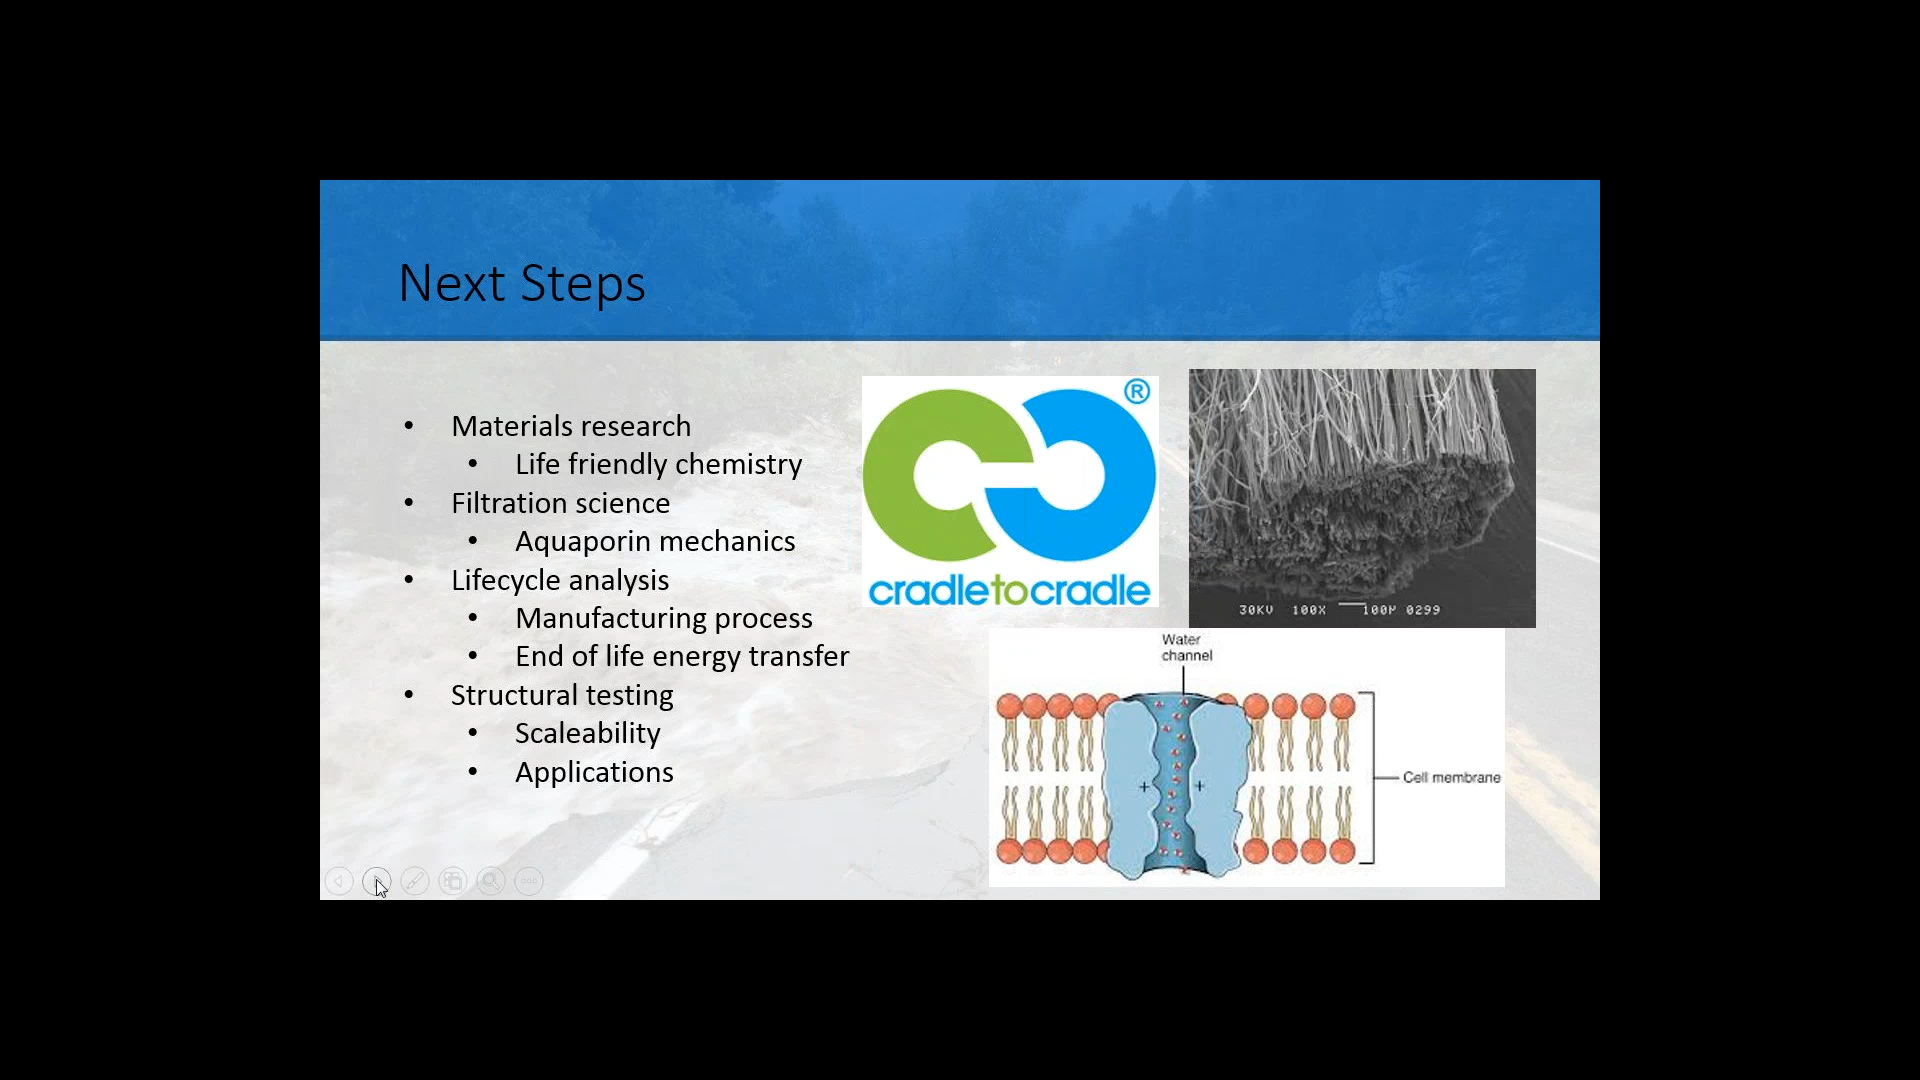 Next Steps
• Materials research
• Life friendly chemistry
• Filtration science
• Aquaporin mechanics
• Lifecycle analysis
• Manufacturing process
• End of life energy transfer
• Structural testing
• Scaleability
• Applications
®
cradletocradle
30KV 100X 100µ 0299
Water
channel
+ +
Cell membrane